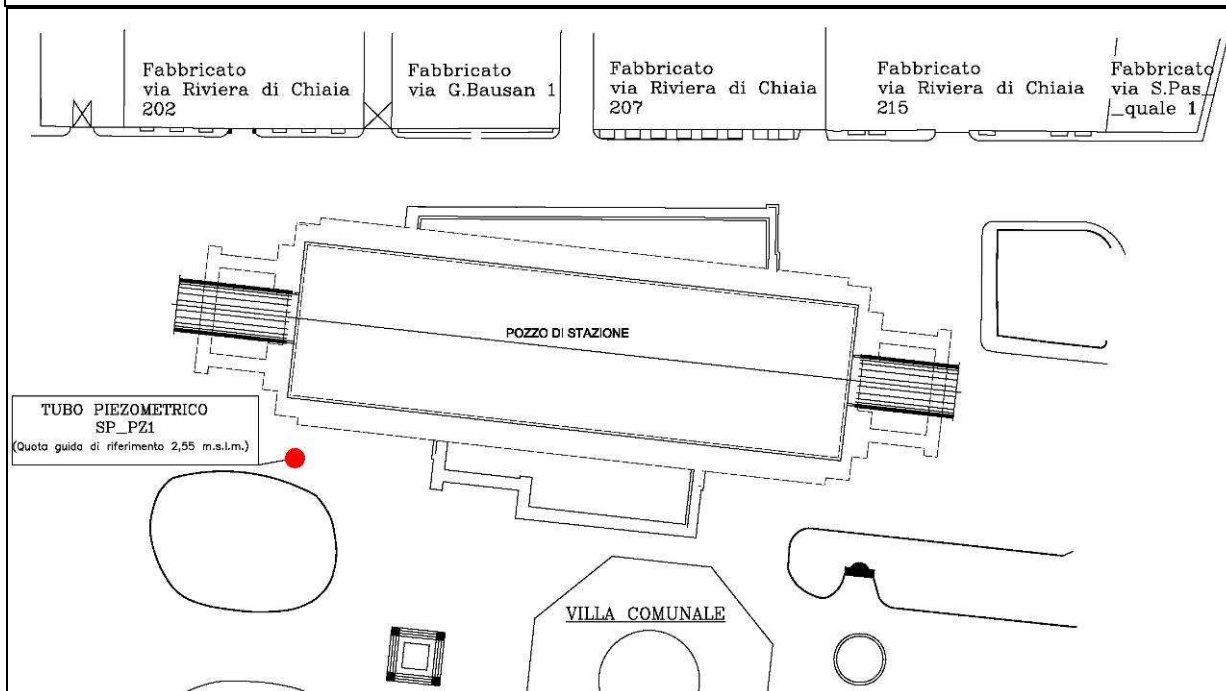 Fabbricato
via Riviera di Chiaia
202
Fabbricato
via G.Bausan 1
Fabbricato
via Riviera di Chiaia
207
Fabbricato
via Riviera di Chiaia
215
Fabbricato
via S.Pas_
_quale 1
POZZO DI STAZIONE
TUBO PIEZOMETRICO
SP_PZ1
(Quota guida di riferimento 2,55 m.s.l.m.)
VILLA COMUNALE